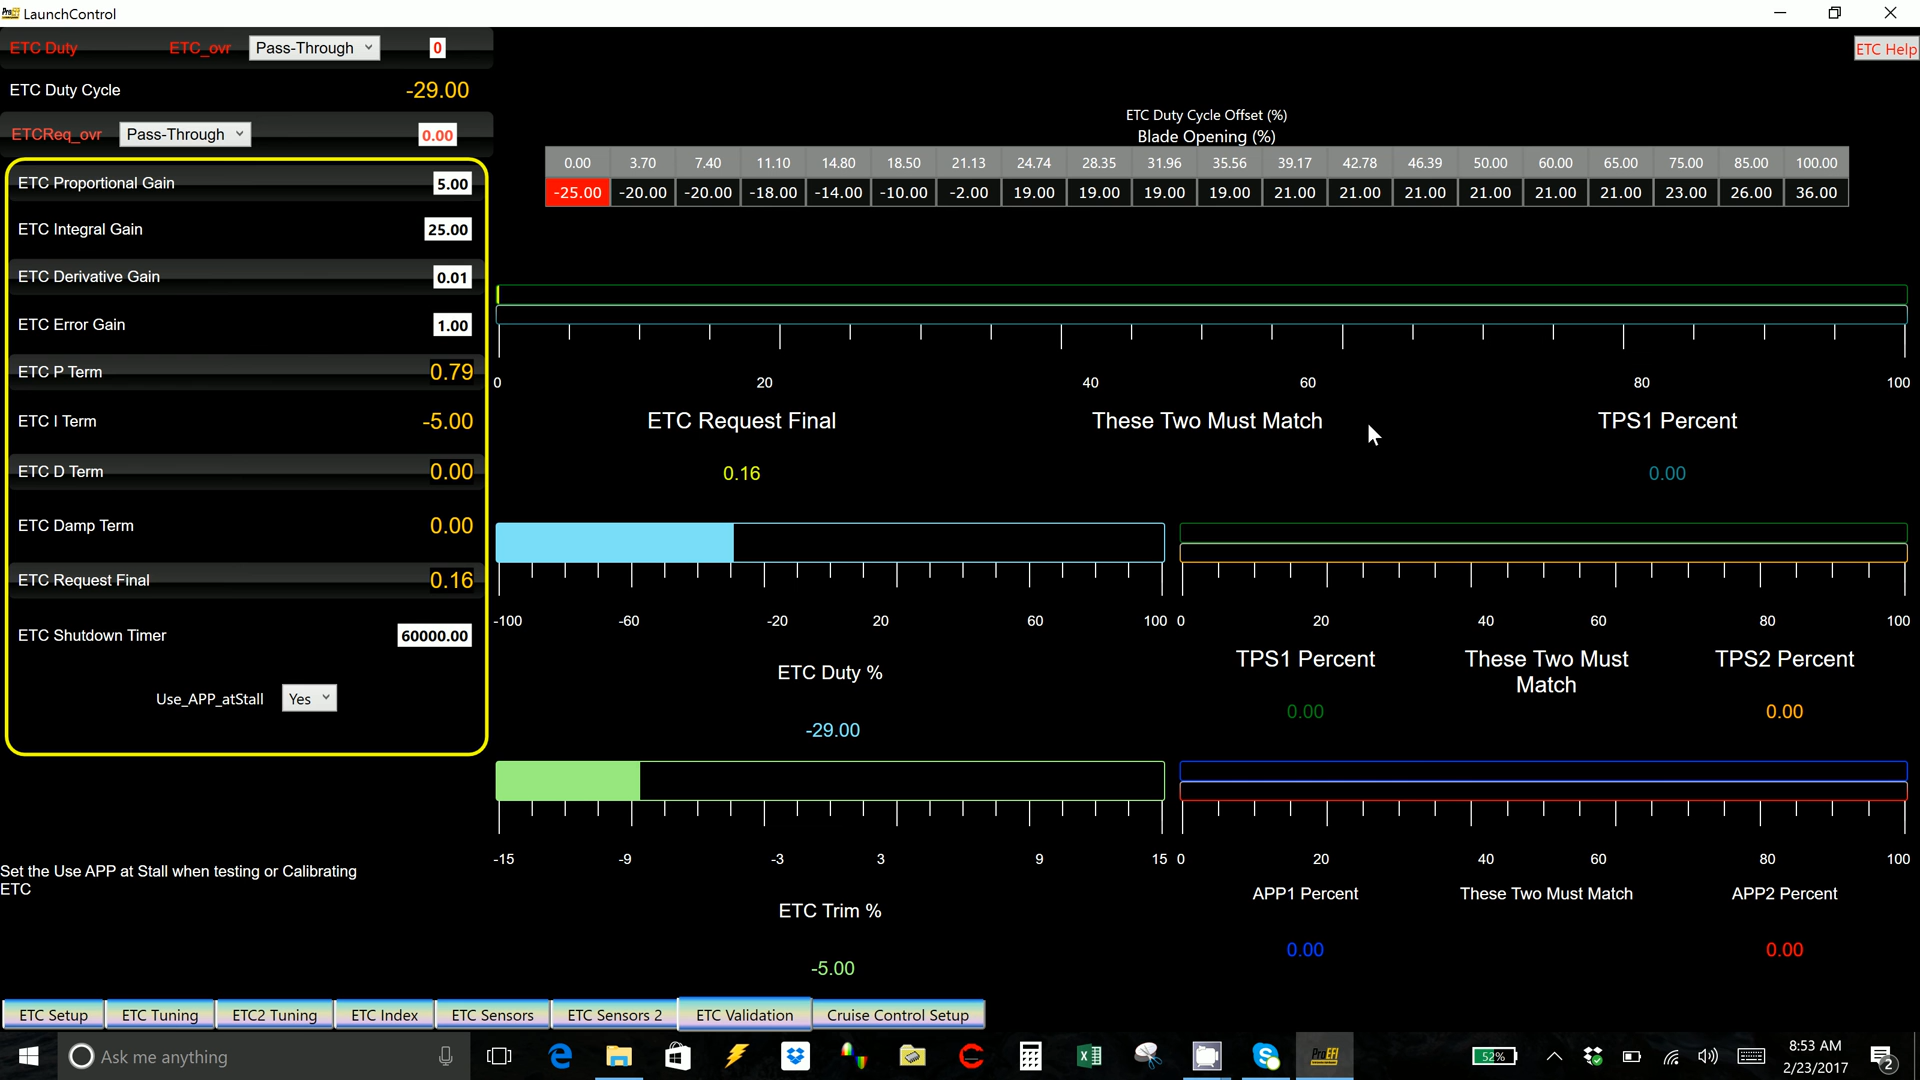 LaunchControl
ETC Duty ETC_ovr Pass-Through 0
ETC Help
ETC Duty Cycle -29.00
ETCReq_ovr Pass-Through 0.00
ETC Proportional Gain 5.00
ETC Integral Gain 25.00
ETC Derivative Gain 0.01
ETC Error Gain 1.00
ETC P Term 0.79
ETC I Term -5.00
ETC D Term 0.00
ETC Damp Term 0.00
ETC Request Final 0.16
ETC Shutdown Timer 60000.00
Use_APP_atStall Yes
Set the Use APP at Stall when testing or Calibrating
ETC
ETC Duty Cycle Offset (%)
Blade Opening (%)
0.00 3.70 7.40 11.10 14.80 18.50 21.13 24.74 28.35 31.96 35.56 39.17 42.78 46.39 50.00 60.00 65.00 75.00 85.00 100.00
-25.00 -20.00 -20.00 -18.00 -14.00 -10.00 -2.00 19.00 19.00 19.00 19.00 21.00 21.00 21.00 21.00 21.00 21.00 23.00 26.00 36.00
0 20 40 60 80 100
ETC Request Final These Two Must Match TPS1 Percent
0.16 0.00
-100 -60 -20 20 60 100
ETC Duty %
-29.00
0 20 40 60 80 100
TPS1 Percent These Two Must TPS2 Percent
Match
0.00 0.00
-15 -9 -3 3 9 15
ETC Trim %
-5.00
0 20 40 60 80 100
APP1 Percent These Two Must Match APP2 Percent
0.00 0.00
ETC Setup ETC Tuning ETC2 Tuning ETC Index ETC Sensors ETC Sensors 2 ETC Validation Cruise Control Setup
Ask me anything
ProEFI
52%
8:53 AM
2/23/2017
2